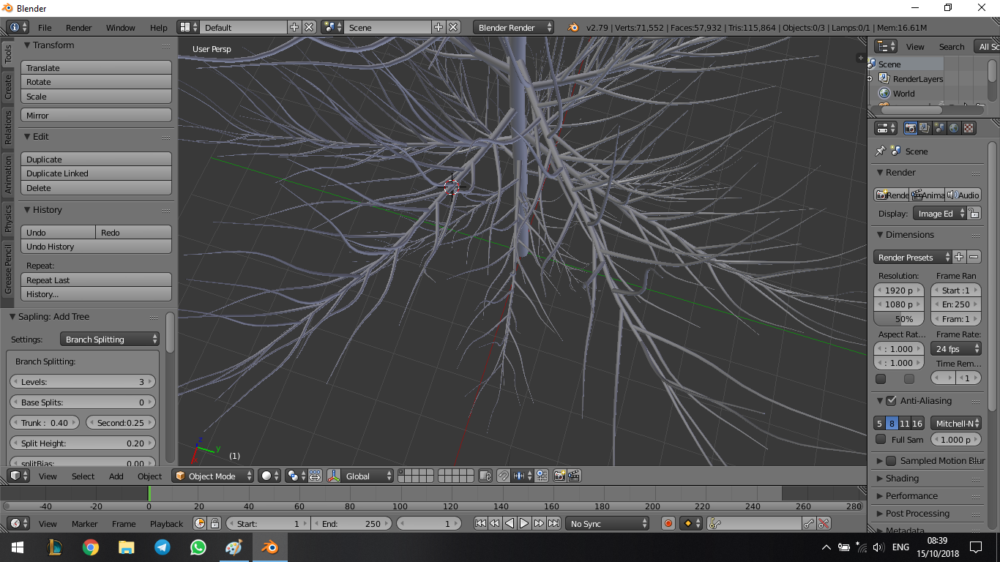 Blender
File Render Window Help Default Scene Blender Render v2.79 | Verts:71,552 | Faces:57,932 | Tris:115,864 | Objects:0/3 | Lamps:0/1 | Mem:16.61M
Tools
Create
Relations
Animation
Physics
Grease Pencil
Transform
Translate
Rotate
Scale
Mirror
Edit
Duplicate
Duplicate Linked
Delete
History
Undo Redo
Undo History
Repeat:
Repeat Last
History...
Sapling: Add Tree
Settings: Branch Splitting
Branch Splitting:
Levels: 3
Base Splits: 0
Trunk : 0.40 Second:0.25
Split Height: 0.20
splitBias: 0.00
User Persp
z
y
(1)
View Search All Sc
Scene
RenderLayers
World
Scene
Render
Rende Anima Audio
Display: Image Ed
Dimensions
Render Presets
Resolution: Frame Ran
1920 p Start :1
1080 p En: 250
50% Fram: 1
Aspect Rat... Frame Rate:
: 1.000 24 fps
: 1.000 Time Rem...
1
Anti-Aliasing
5 8 11 16 Mitchell-N
Full Sam 1.000 p
Sampled Motion Blur
Shading
Performance
Post Processing
Metadata
View Select Add Object Object Mode Global
-40 -20 0 20 40 60 80 100 120 140 160 180 200 220 240 260 280
View Marker Frame Playback Start: 1 End: 250 1 No Sync
ENG
08:39
15/10/2018